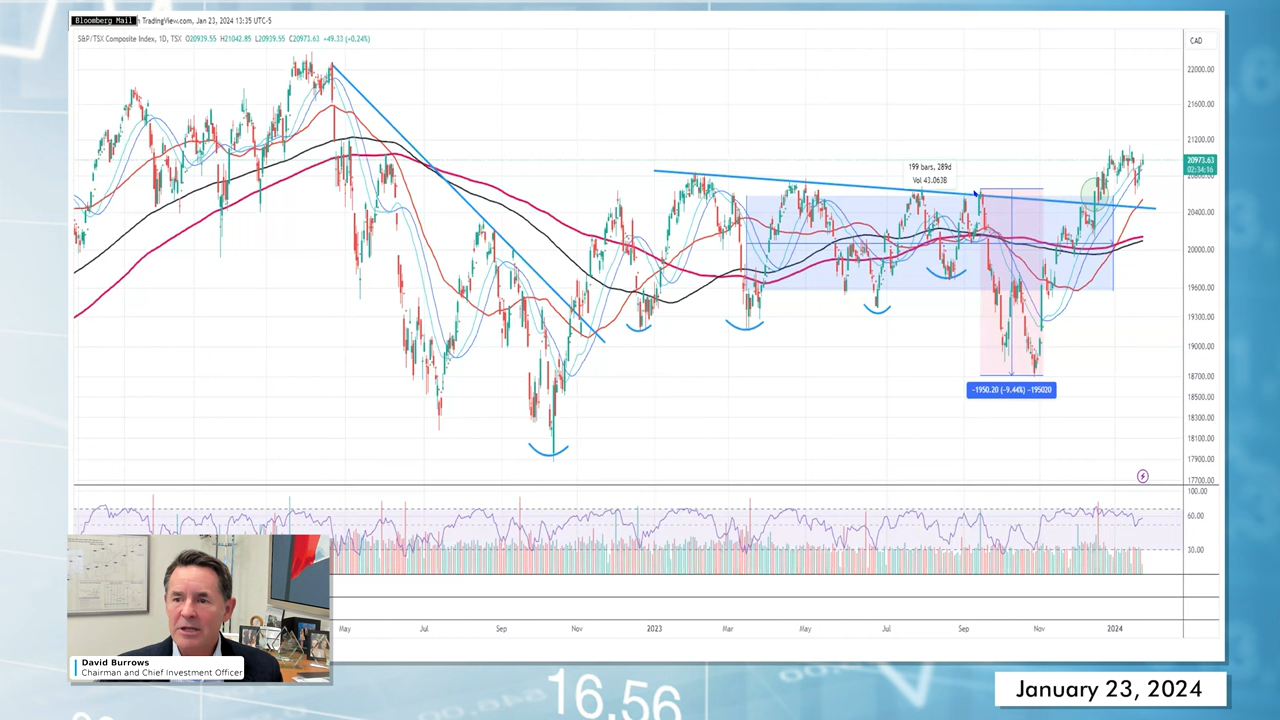 Bloomberg Mail TradingView.com, Jan 23, 2024 13:35 UTC-5
S&P/TSX Composite Index, 1D, TSX O20939.55 H21042.85 L20939.55 C20973.63 +49.33 (+0.24%)
CAD
22000.00
21600.00
21200.00
20973.63
02:34:16
20800.00
20400.00
20000.00
19600.00
19300.00
19000.00
18700.00
18500.00
18300.00
18100.00
17900.00
17700.00
199 bars, 289d
Vol 43.063B
-1950.20 (-9.44%) -195020
100.00
60.00
30.00
May Jul Sep Nov 2023 Mar May Jul Sep Nov 2024
David Burrows
Chairman and Chief Investment Officer
16.56
January 23, 2024